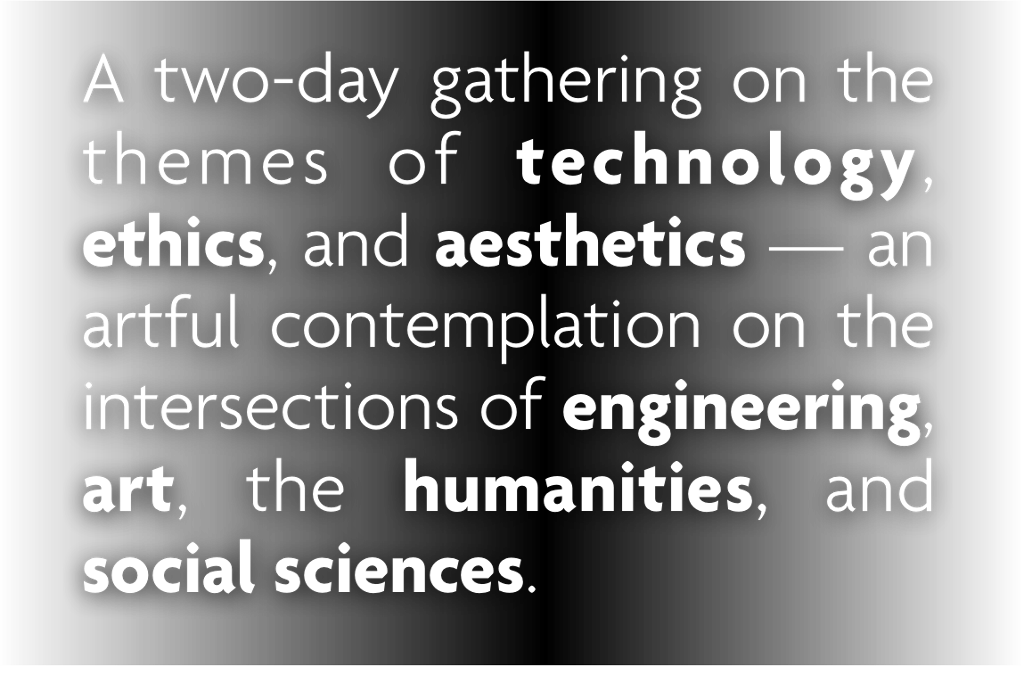 A two-day gathering on the
themes of technology,
ethics, and aesthetics — an
artful contemplation on the
intersections of engineering,
art, the humanities, and
social sciences.